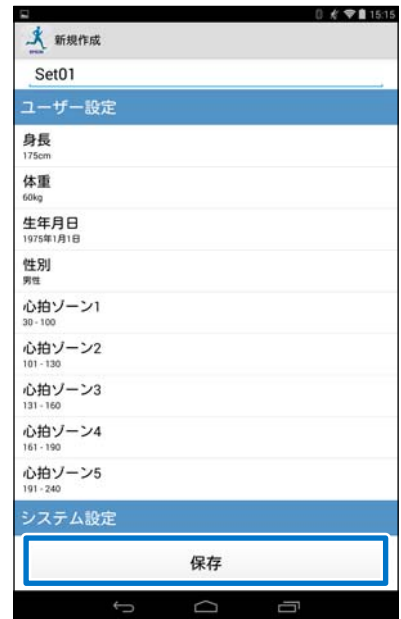 15:15
新規作成
EPSON
Set01
ユーザー設定
身長
175cm
体重
60kg
生年月日
1975年1月1日
性別
男性
心拍ゾーン1
30 - 100
心拍ゾーン2
101 - 130
心拍ゾーン3
131 - 160
心拍ゾーン4
161 - 190
心拍ゾーン5
191 - 240
システム設定
保存